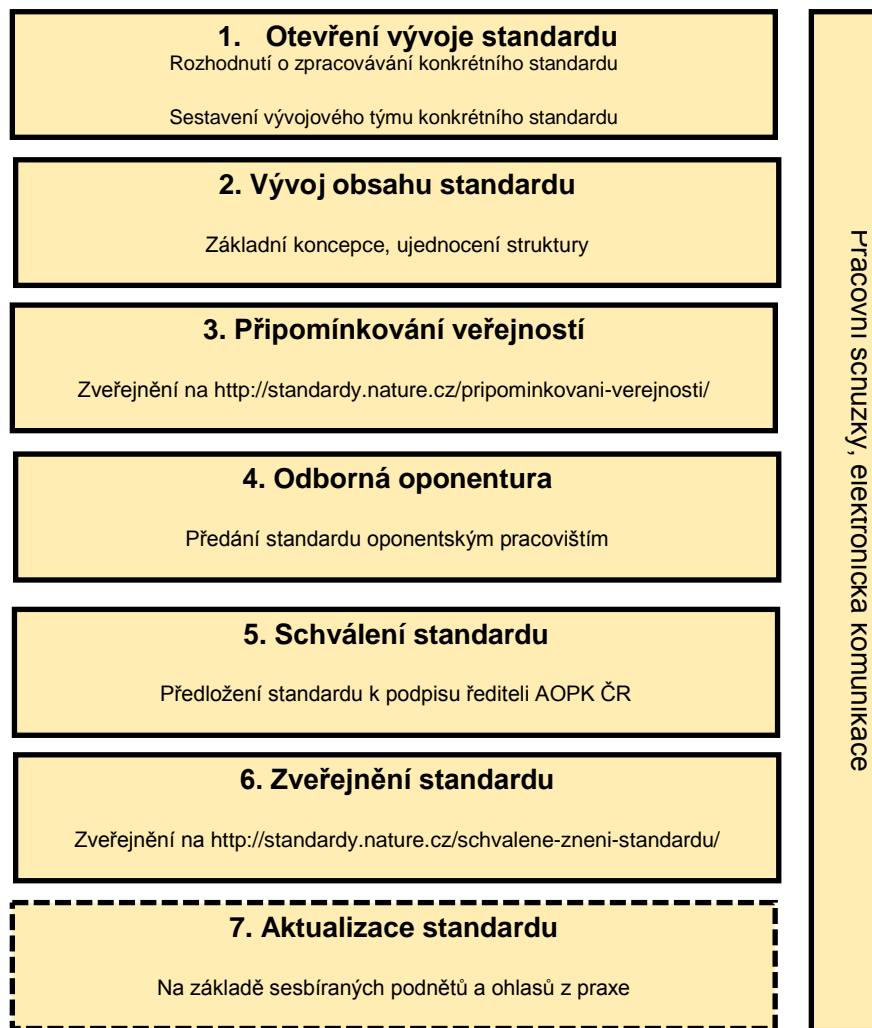 1. Otevření vývoje standardu
Rozhodnutí o zpracovávání konkrétního standardu
Sestavení vývojového týmu konkrétního standardu
2. Vývoj obsahu standardu
Základní koncepce, ujednocení struktury
3. Připomínkování veřejností
Zveřejnění na http://standardy.nature.cz/pripominkovani-verejnosti/
4. Odborná oponentura
Předání standardu oponentským pracovištím
5. Schválení standardu
Předložení standardu k podpisu řediteli AOPK ČR
6. Zveřejnění standardu
Zveřejnění na http://standardy.nature.cz/schvalene-zneni-standardu/
7. Aktualizace standardu
Na základě sesbíraných podnětů a ohlasů z praxe
Pracovní schůzky, elektronická komunikace